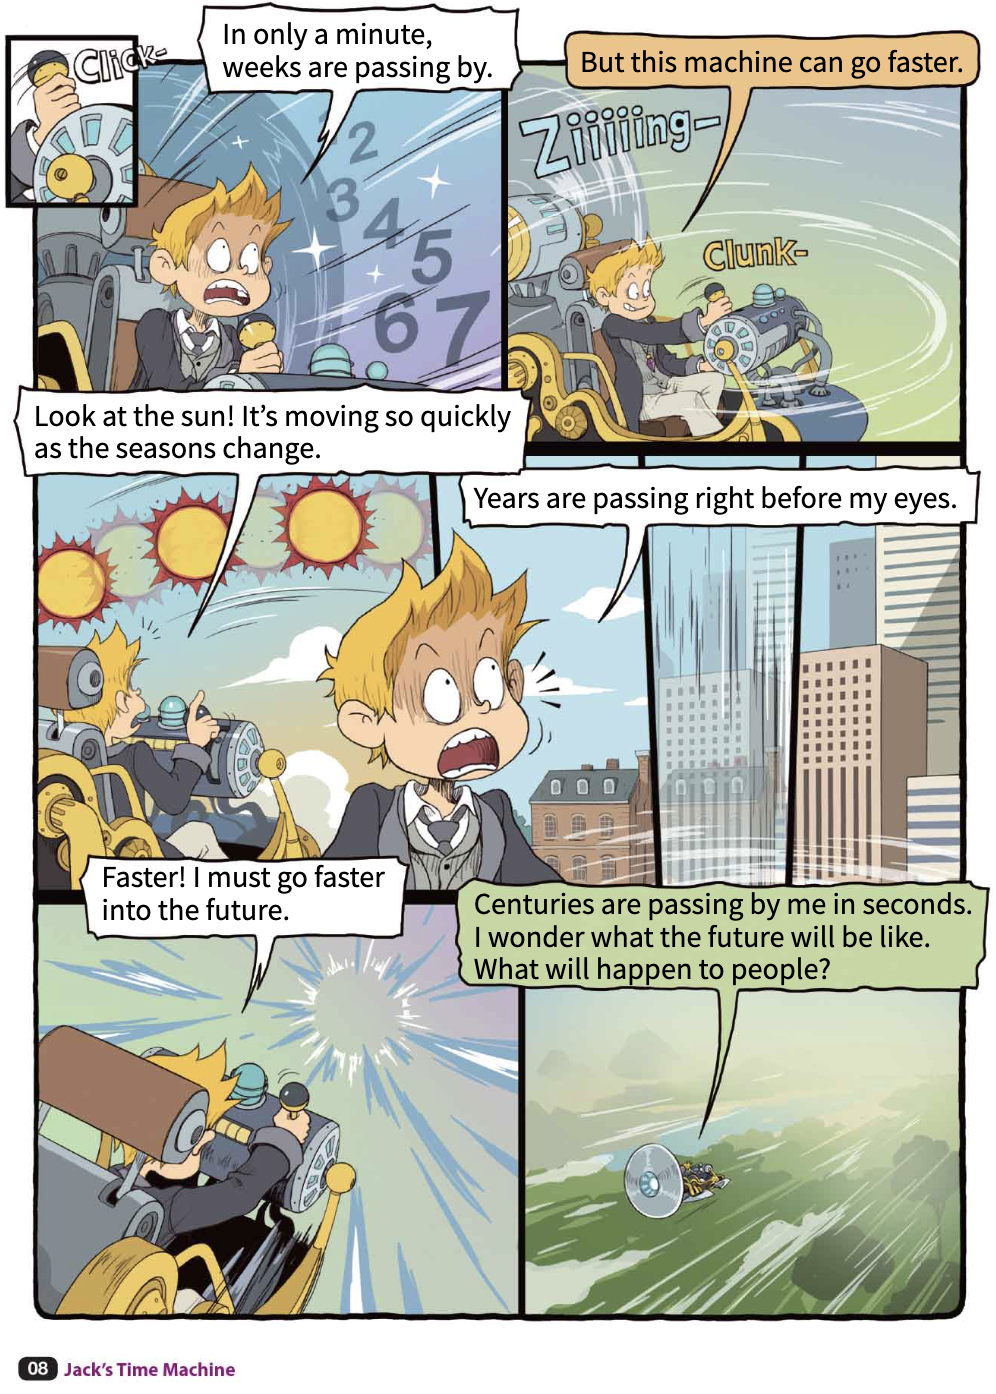 Click-
In only a minute,
weeks are passing by.
2
3
4
5
6
7
But this machine can go faster.
Ziiiiing-
Clunk-
Look at the sun! It's moving so quickly
as the seasons change.
Years are passing right before my eyes.
Faster! I must go faster
into the future.
Centuries are passing by me in seconds.
I wonder what the future will be like.
What will happen to people?
08 Jack's Time Machine